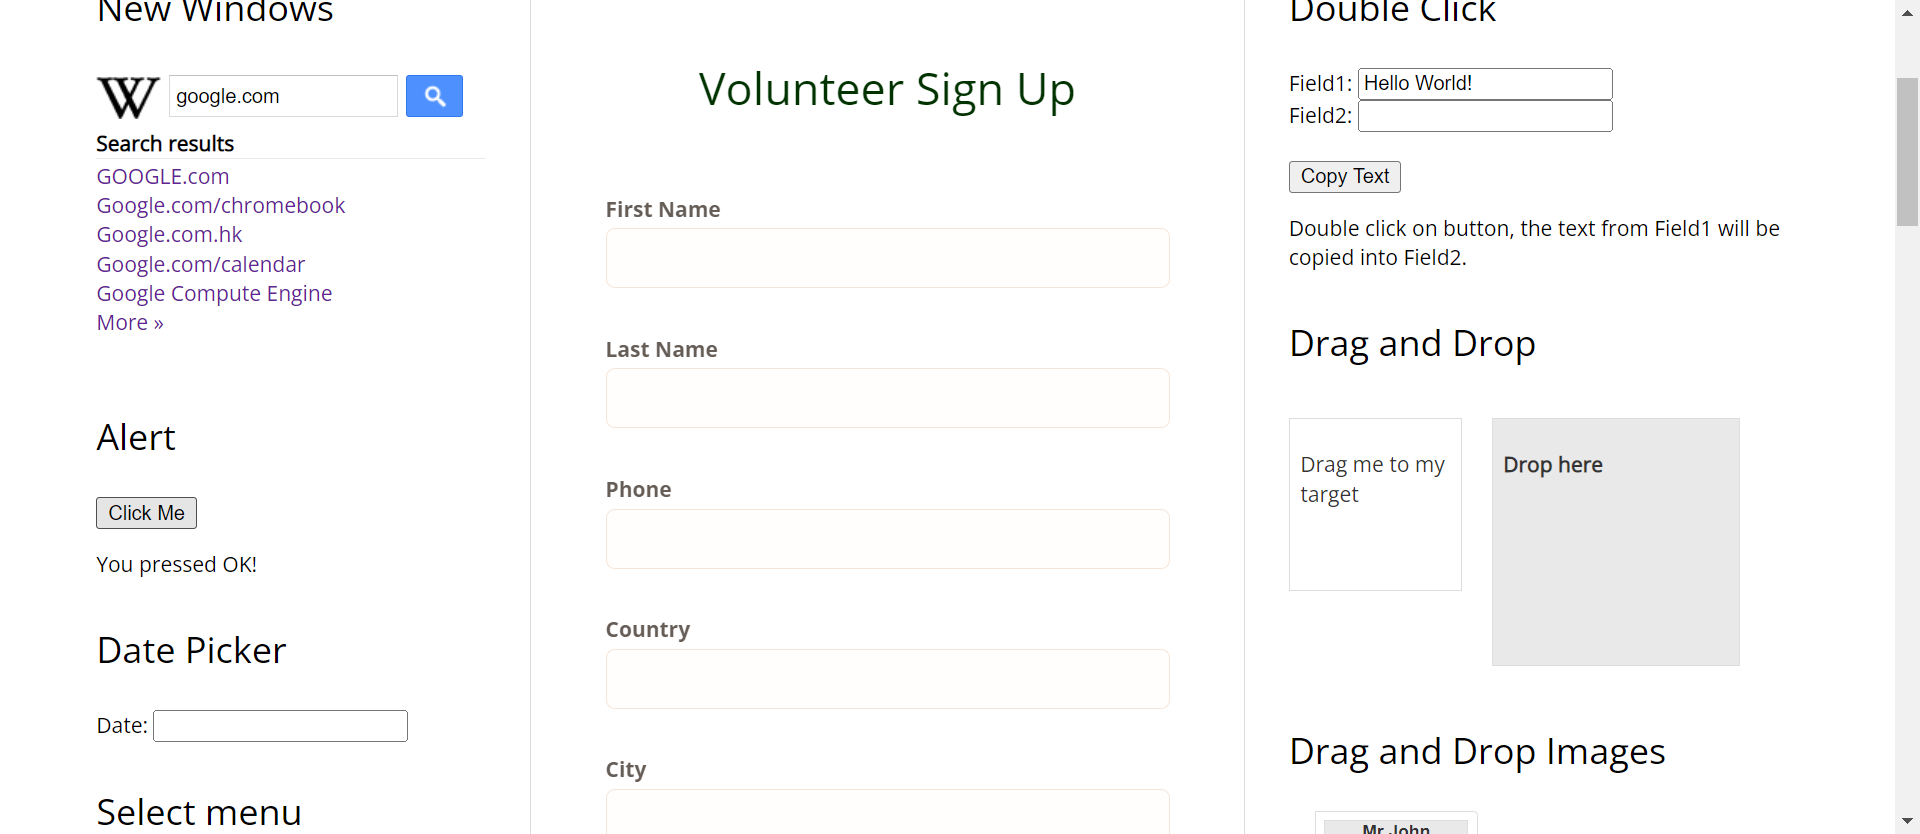 New Windows
W
google.com
Search results
GOOGLE.com
Google.com/chromebook
Google.com.hk
Google.com/calendar
Google Compute Engine
More »
Alert
Click Me
You pressed OK!
Date Picker
Date:
Select menu
Volunteer Sign Up
First Name
Last Name
Phone
Country
City
Double Click
Field1: Hello World!
Field2:
Copy Text
Double click on button, the text from Field1 will be
copied into Field2.
Drag and Drop
Drag me to my
target
Drop here
Drag and Drop Images
Mr John